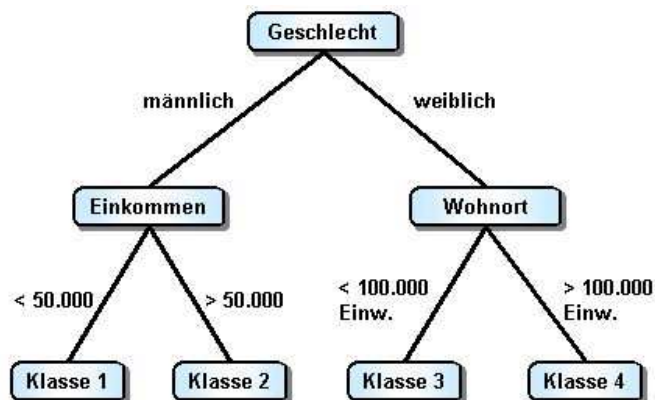 Geschlecht
männlich
weiblich
Einkommen
Wohnort
< 50.000
> 50.000
< 100.000
Einw.
> 100.000
Einw.
Klasse 1
Klasse 2
Klasse 3
Klasse 4